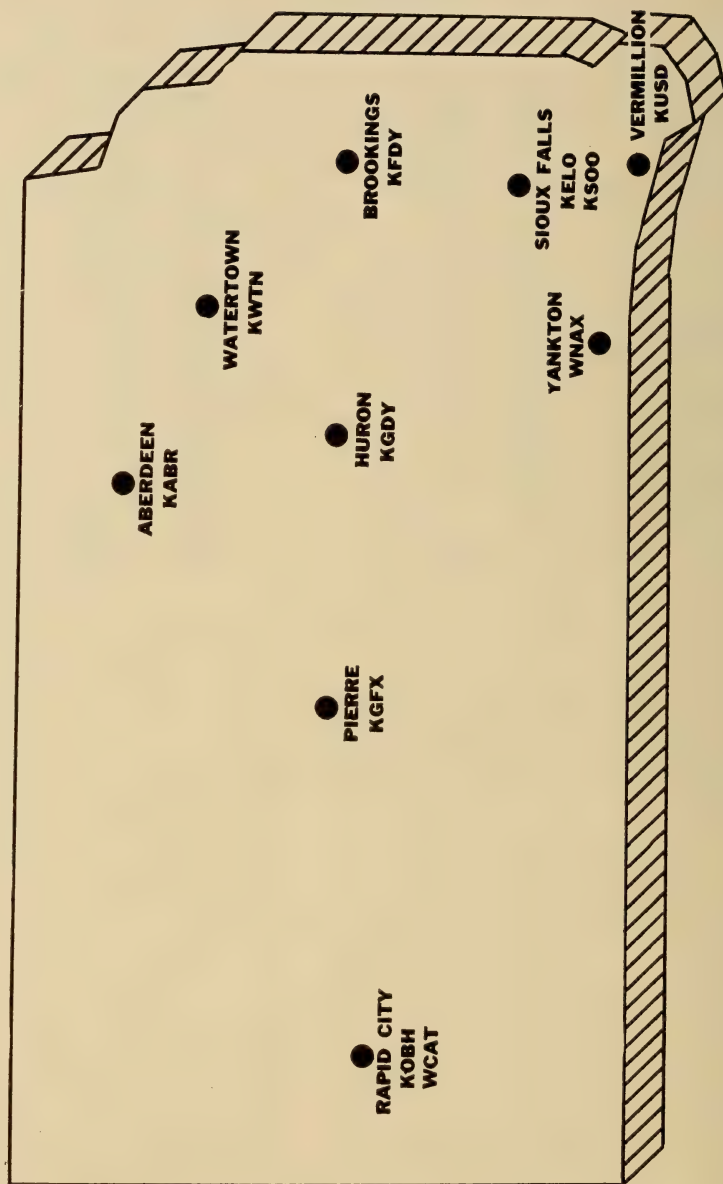 ABERDEEN
KABR
WATERTOWN
KWTN
RAPID CITY
KOBH
WCAT
PIERRE
KGFX
HURON
KGDY
BROOKINGS
KFDY
SIOUX FALLS
KELO
KSOO
YANKTON
WNAX
VERMILLION
KUSD